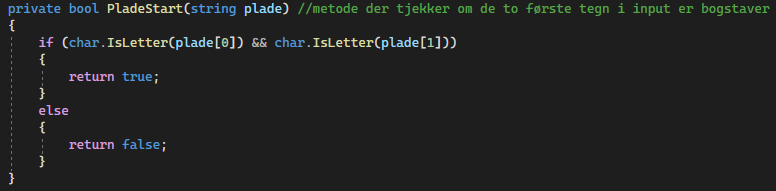 private bool PladeStart(string plade) //metode der tjekker om de to første tegn i input er bogstaver
{
if (char.IsLetter(plade[0]) && char.IsLetter(plade[1]))
{
return true;
}
else
{
return false;
}
}